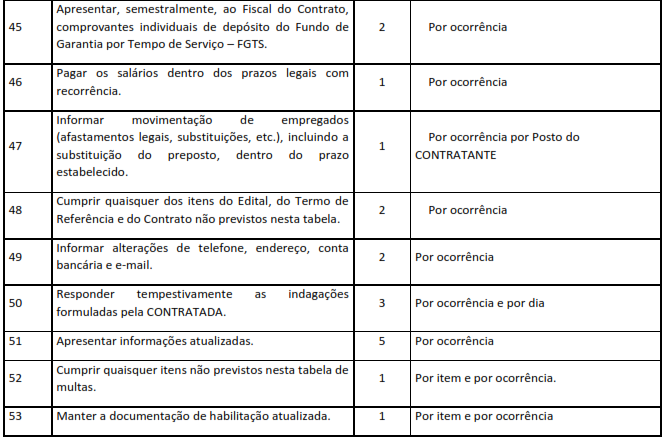 45
Apresentar, semestralmente, ao Fiscal do Contrato,
comprovantes individuais de depósito do Fundo de
Garantia por Tempo de Serviço – FGTS.
2
Por ocorrência
46
Pagar os salários dentro dos prazos legais com
recorrência.
1
Por ocorrência
47
Informar movimentação de empregados
(afastamentos legais, substituições, etc.), incluindo a
substituição do preposto, dentro do prazo
estabelecido.
1
Por ocorrência por Posto do
CONTRATANTE
48
Cumprir quaisquer dos itens do Edital, do Termo de
Referência e do Contrato não previstos nesta tabela.
2
Por ocorrência
49
Informar alterações de telefone, endereço, conta
bancária e e-mail.
2
Por ocorrência
50
Responder tempestivamente as indagações
formuladas pela CONTRATADA.
3
Por ocorrência e por dia
51
Apresentar informações atualizadas.
5
Por ocorrência
52
Cumprir quaisquer itens não previstos nesta tabela de
multas.
1
Por item e por ocorrência.
53
Manter a documentação de habilitação atualizada.
1
Por item e por ocorrência